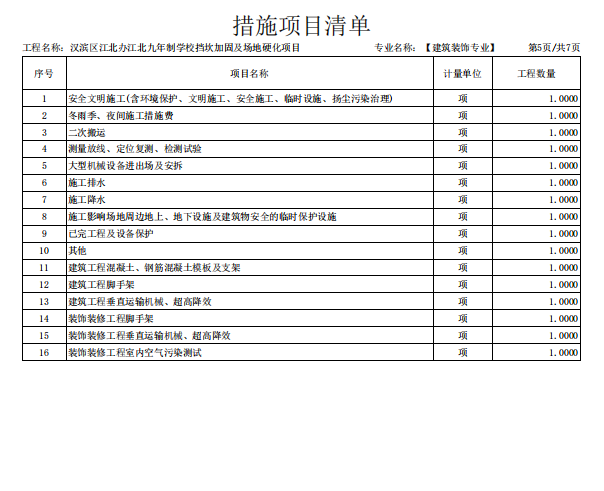 措施项目清单
工程名称：汉滨区江北办江北九年制学校挡坎加固及场地硬化项目 专业名称：【建筑装饰专业】 第5页/共7页
序号 项目名称 计量单位 工程数量
1 安全文明施工(含环境保护、文明施工、安全施工、临时设施、扬尘污染治理) 项 1.0000
2 冬雨季、夜间施工措施费 项 1.0000
3 二次搬运 项 1.0000
4 测量放线、定位复测、检测试验 项 1.0000
5 大型机械设备进出场及安拆 项 1.0000
6 施工排水 项 1.0000
7 施工降水 项 1.0000
8 施工影响场地周边地上、地下设施及建筑物安全的临时保护设施 项 1.0000
9 已完工程及设备保护 项 1.0000
10 其他 项 1.0000
11 建筑工程混凝土、钢筋混凝土模板及支架 项 1.0000
12 建筑工程脚手架 项 1.0000
13 建筑工程垂直运输机械、超高降效 项 1.0000
14 装饰装修工程脚手架 项 1.0000
15 装饰装修工程垂直运输机械、超高降效 项 1.0000
16 装饰装修工程室内空气污染测试 项 1.0000